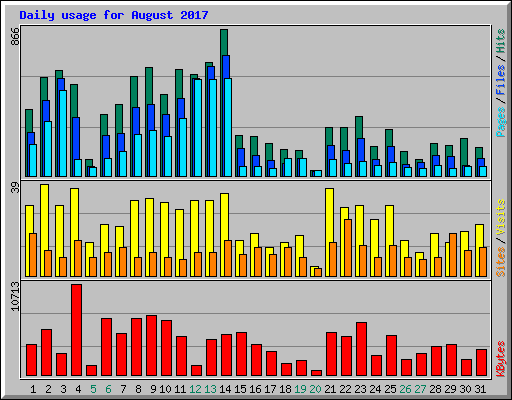 Daily usage for August 2017
866
Pages / Files / Hits
39
Sites / Visits
10713
KBytes
1 2 3 4 5 6 7 8 9 10 11 12 13 14 15 16 17 18 19 20 21 22 23 24 25 26 27 28 29 30 31